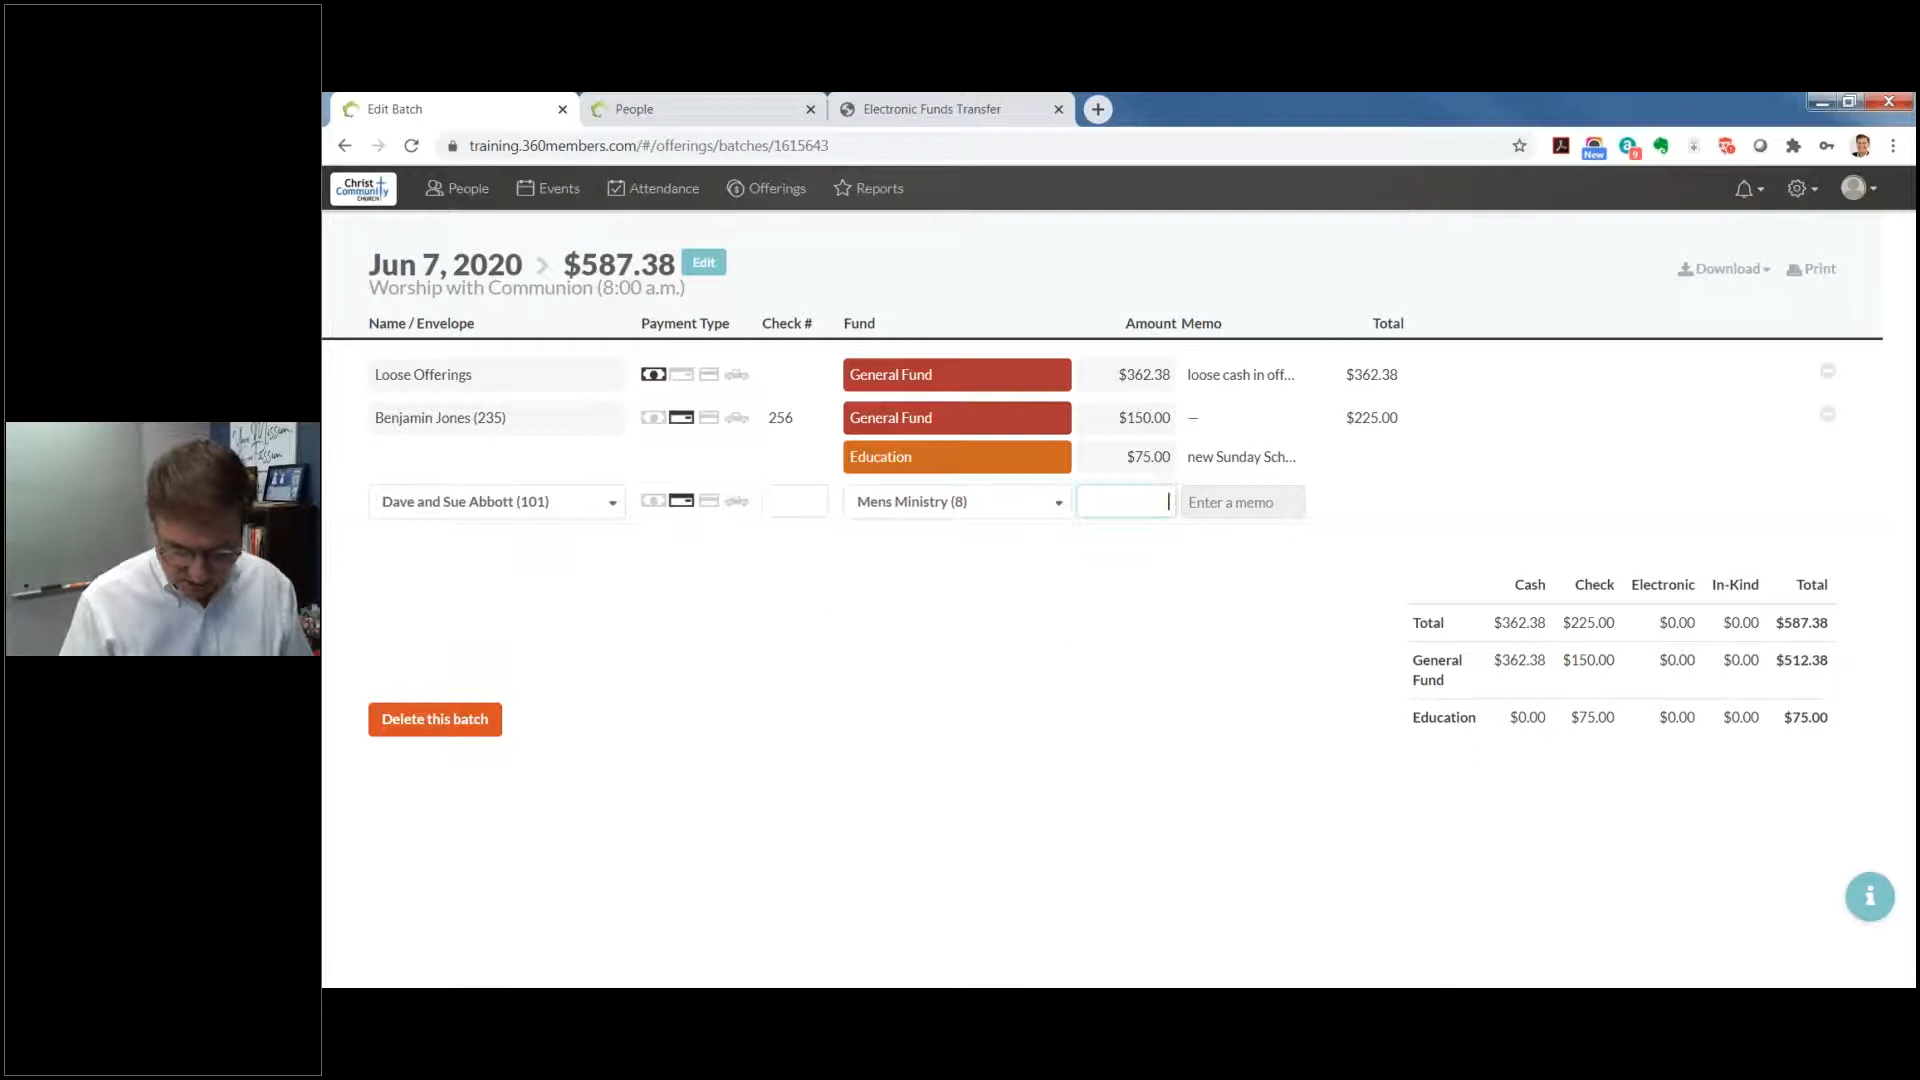 Edit Batch
People
Electronic Funds Transfer
training.360members.com/#/offerings/batches/1615643
New
9
Christ
Community
CHURCH
People
Events
Attendance
Offerings
Reports
Jun 7, 2020 > $587.38 Edit
Worship with Communion (8:00 a.m.)
Download
Print
Name / Envelope Payment Type Check # Fund Amount Memo Total
Loose Offerings General Fund $362.38 loose cash in off... $362.38
Benjamin Jones (235) 256 General Fund $150.00 — $225.00
Education $75.00 new Sunday Sch...
Dave and Sue Abbott (101) Mens Ministry (8) Enter a memo
Cash Check Electronic In-Kind Total
Total $362.38 $225.00 $0.00 $0.00 $587.38
General Fund $362.38 $150.00 $0.00 $0.00 $512.38
Education $0.00 $75.00 $0.00 $0.00 $75.00
Delete this batch